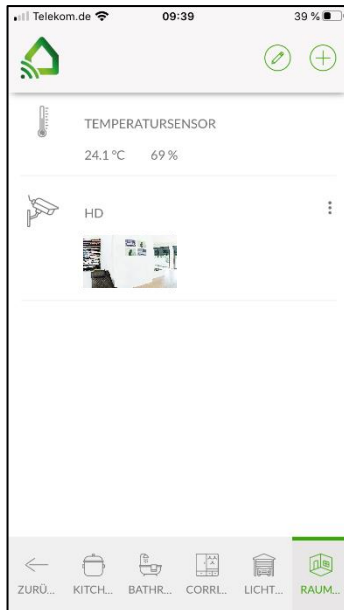 Telekom.de 09:39 39 %
TEMPERATURSENSOR
24.1 °C 69 %
HD
ZURÜ... KITCH... BATHR... CORRI... LICHT... RAUM...